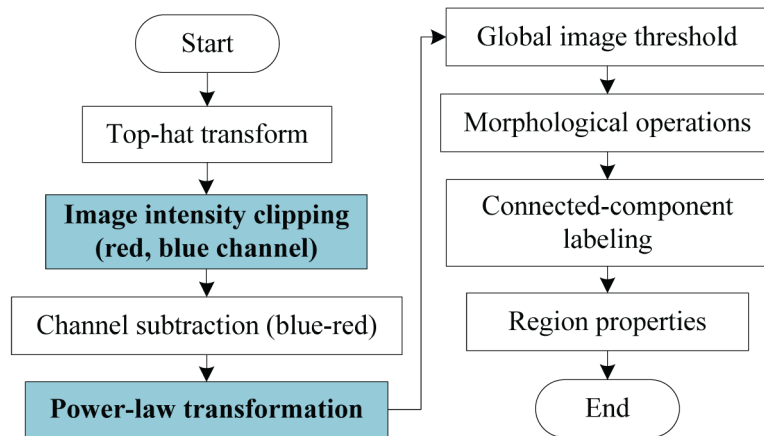 Start
Top-hat transform
Image intensity clipping
(red, blue channel)
Channel subtraction (blue-red)
Power-law transformation
Global image threshold
Morphological operations
Connected-component
labeling
Region properties
End